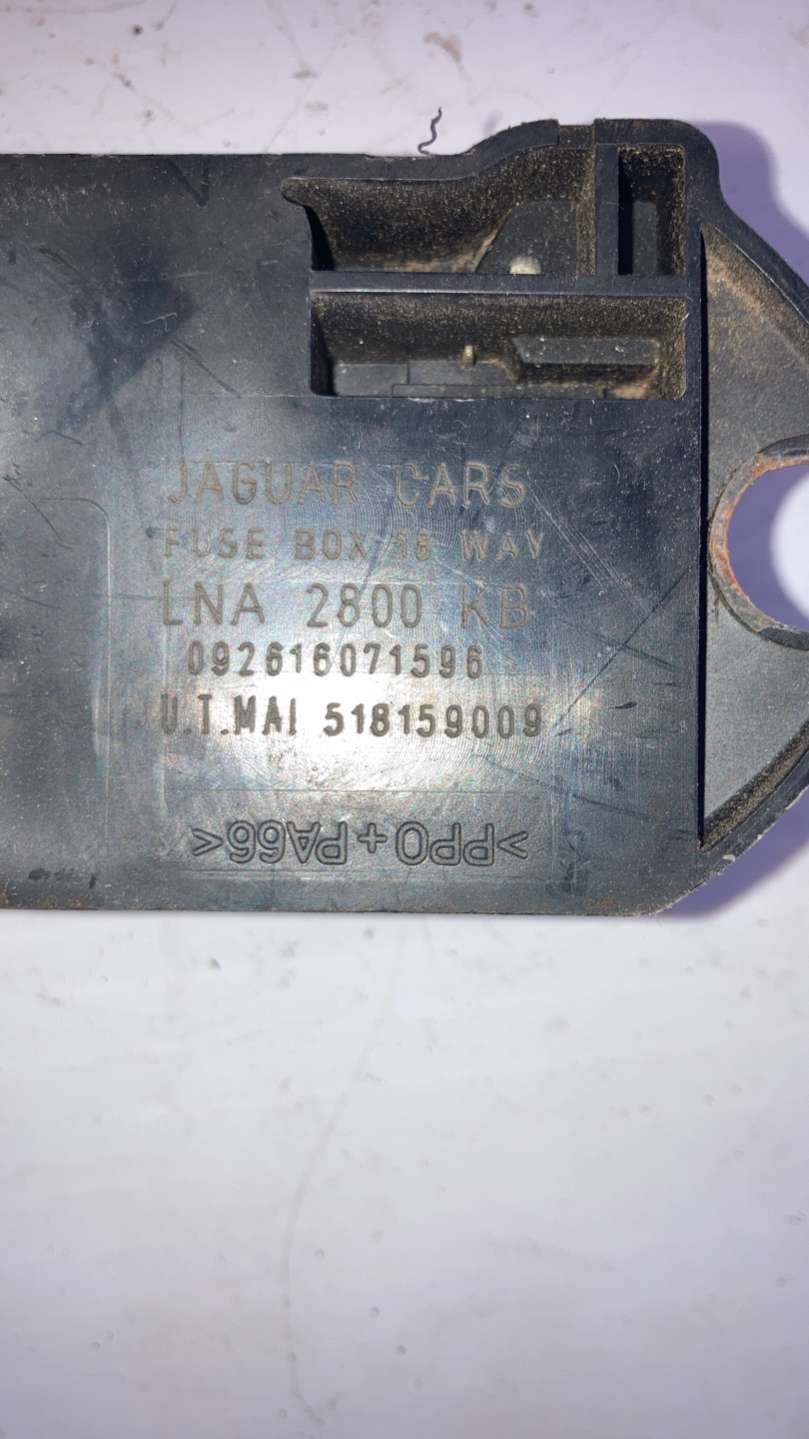 JAGUAR CARS
FUSE BOX 18 WAY
LNA 2800 KB
092616071596
U.T.MAI 518159009
>PPO+PA66<